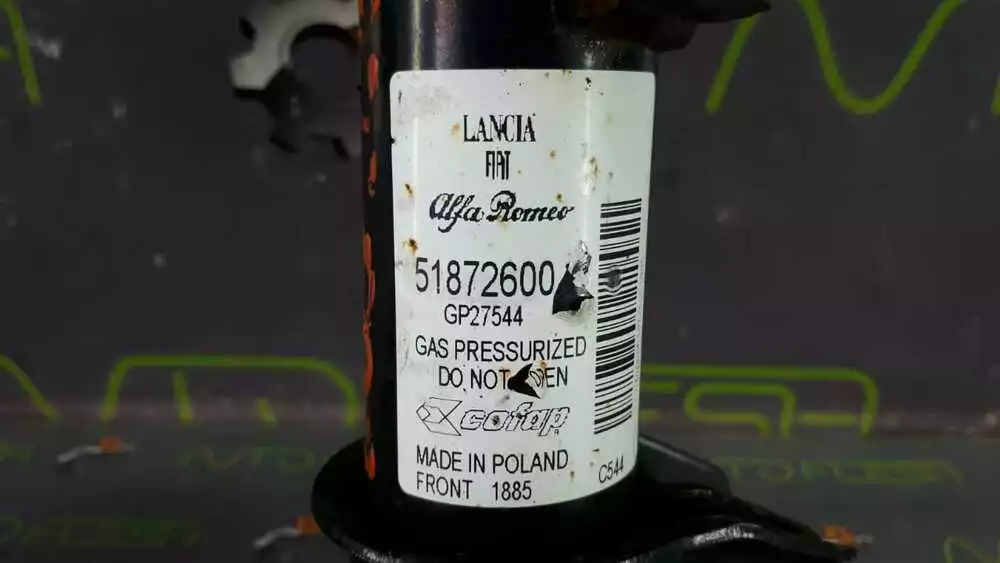 LANCIA
FIAT
Alfa Romeo
51872600
GP27544
GAS PRESSURIZED
DO NOT
cofap
MADE IN POLAND
FRONT 1885
C544